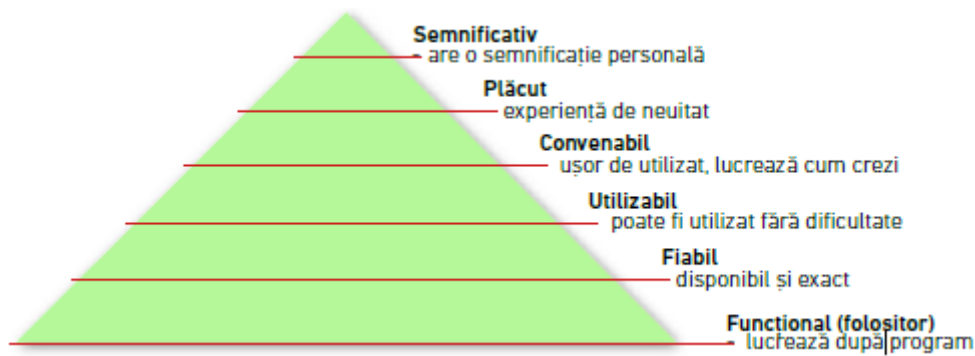 Semnificativ
- are o semnificație personală
Plăcut
experiență de neuitat
Convenabil
ușor de utilizat, lucrează cum crezi
Utilizabil
poate fi utilizat fără dificultate
Fiabil
disponibil și exact
Funcțional (folositor)
- lucrează după program